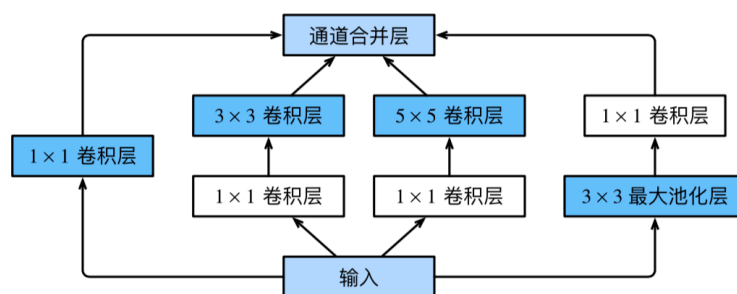 通道合并层
3 × 3 卷积层
5 × 5 卷积层
1 × 1 卷积层
1 × 1 卷积层
1 × 1 卷积层
1 × 1 卷积层
3 × 3 最大池化层
输入